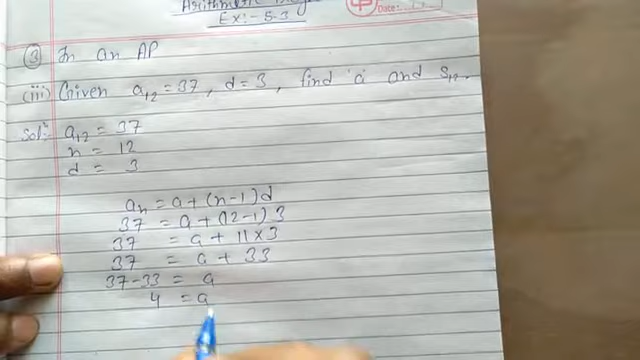 Arithmetic
Ex:- 5.3
Date:
③ In an AP
(iii) Given a₁₂ = 37, d = 3, find 'a' and S₁₂.
Sol:- a₁₂ = 37
n = 12
d = 3
aₙ = a + (n-1)d
37 = a + (12-1)3
37 = a + 11×3
37 = a + 33
37-33 = a
4 = a